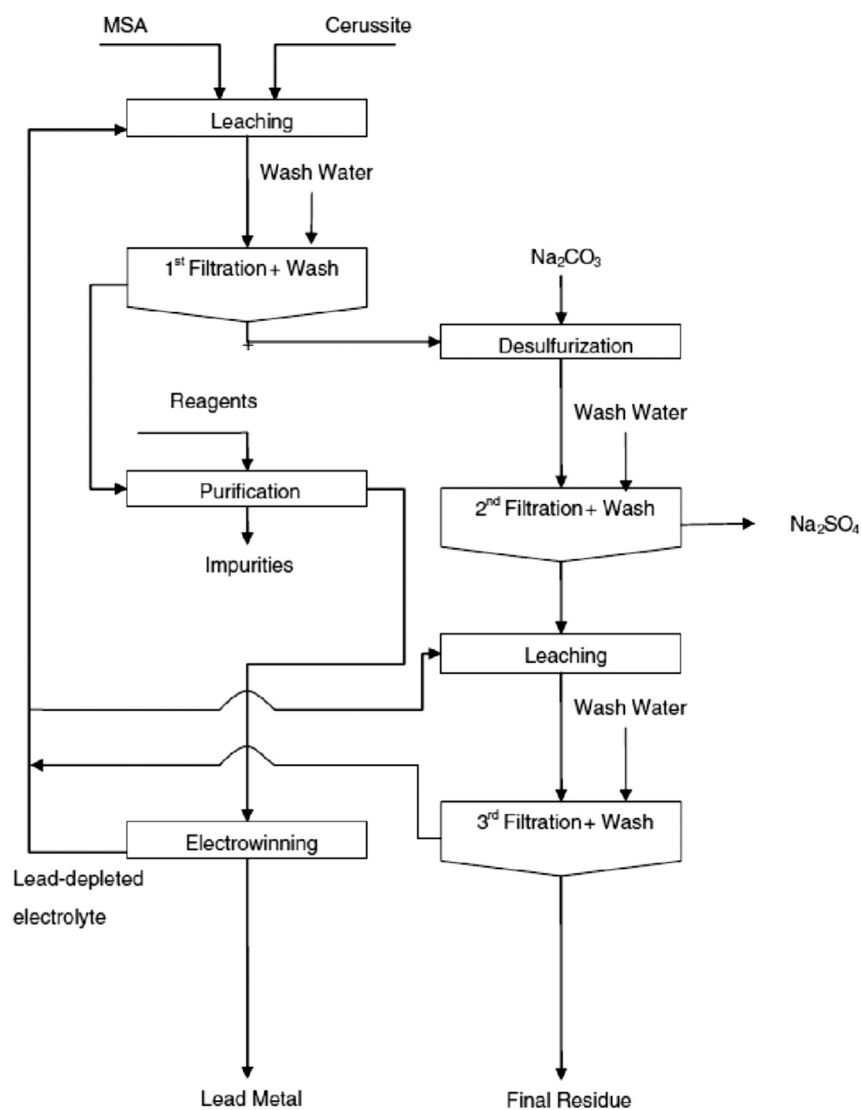 MSA
Cerussite
Leaching
Wash Water
1st Filtration + Wash
Na₂CO₃
Desulfurization
Reagents
Wash Water
Purification
2nd Filtration + Wash
Na₂SO₄
Impurities
Leaching
Wash Water
3rd Filtration + Wash
Electrowinning
Lead-depleted
electrolyte
Lead Metal
Final Residue